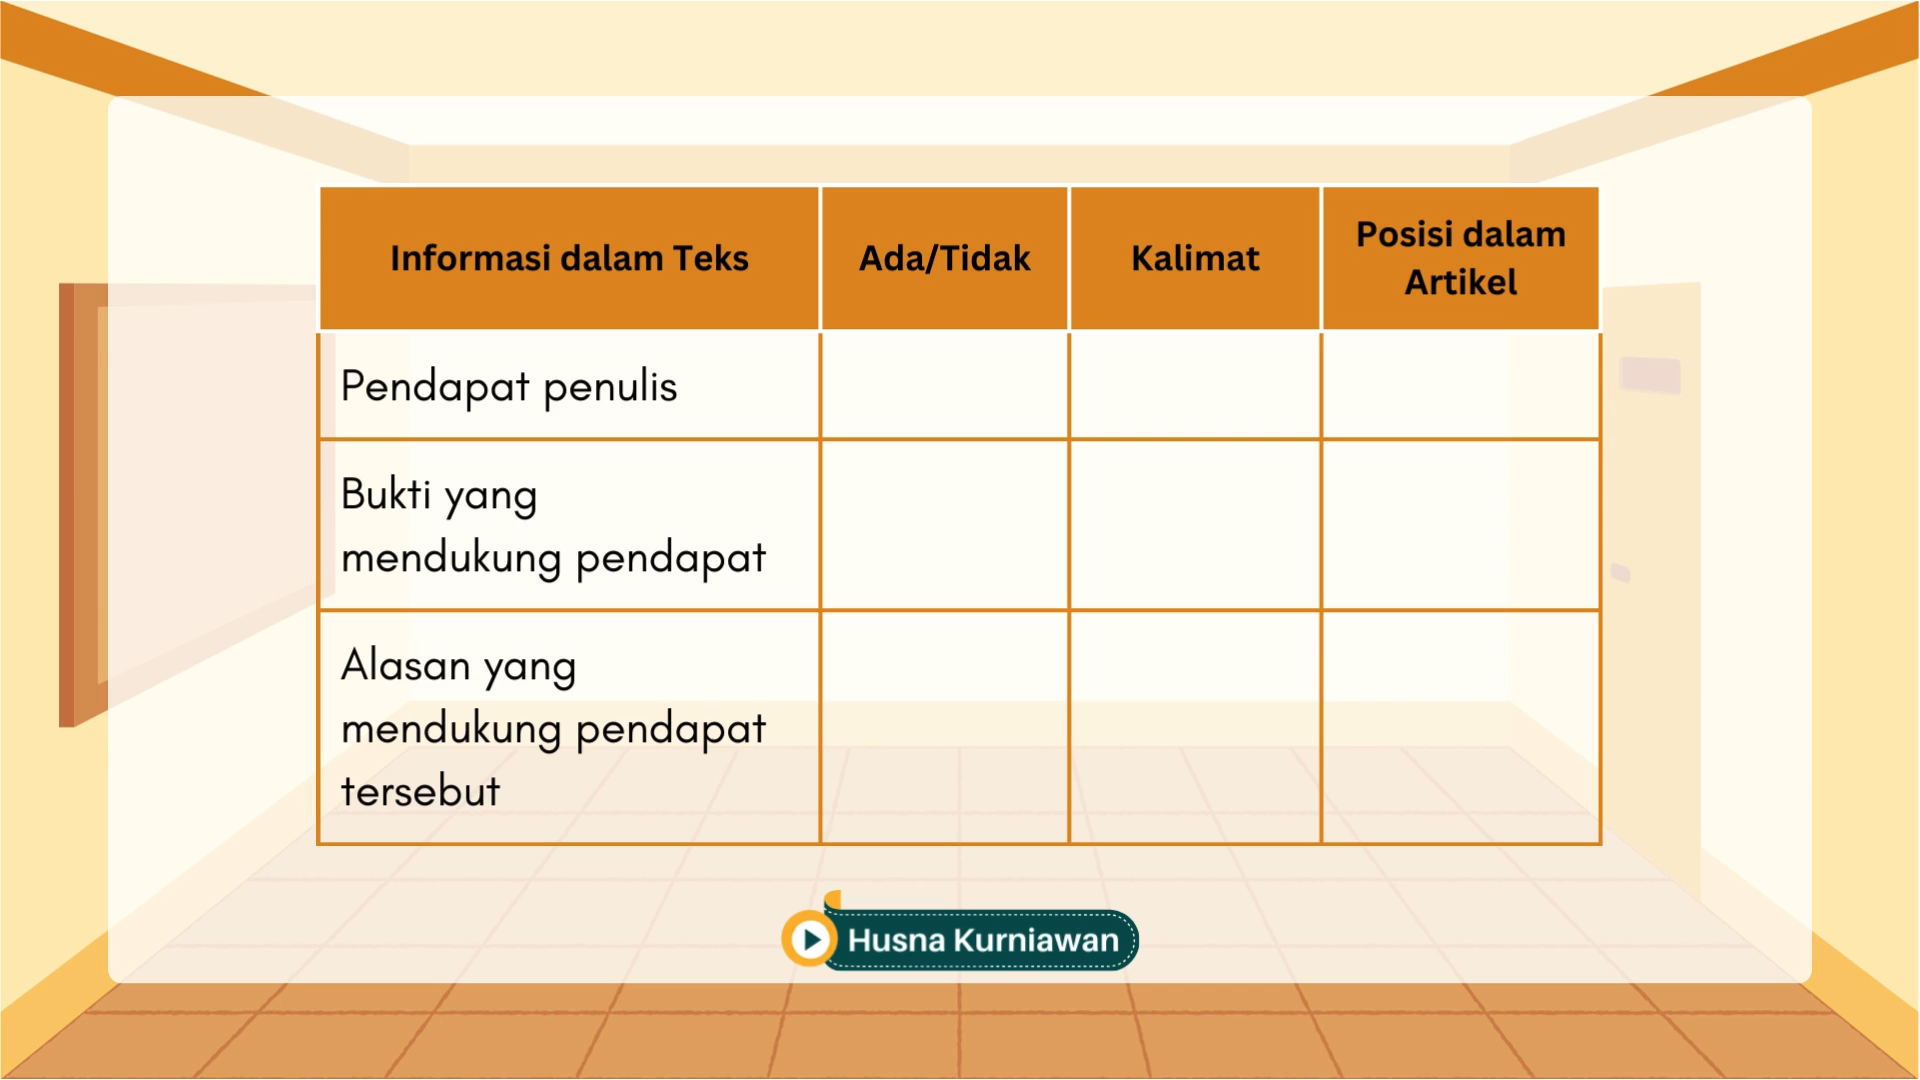 Informasi dalam Teks
Ada/Tidak
Kalimat
Posisi dalam
Artikel
Pendapat penulis
Bukti yang
mendukung pendapat
Alasan yang
mendukung pendapat
tersebut
Husna Kurniawan